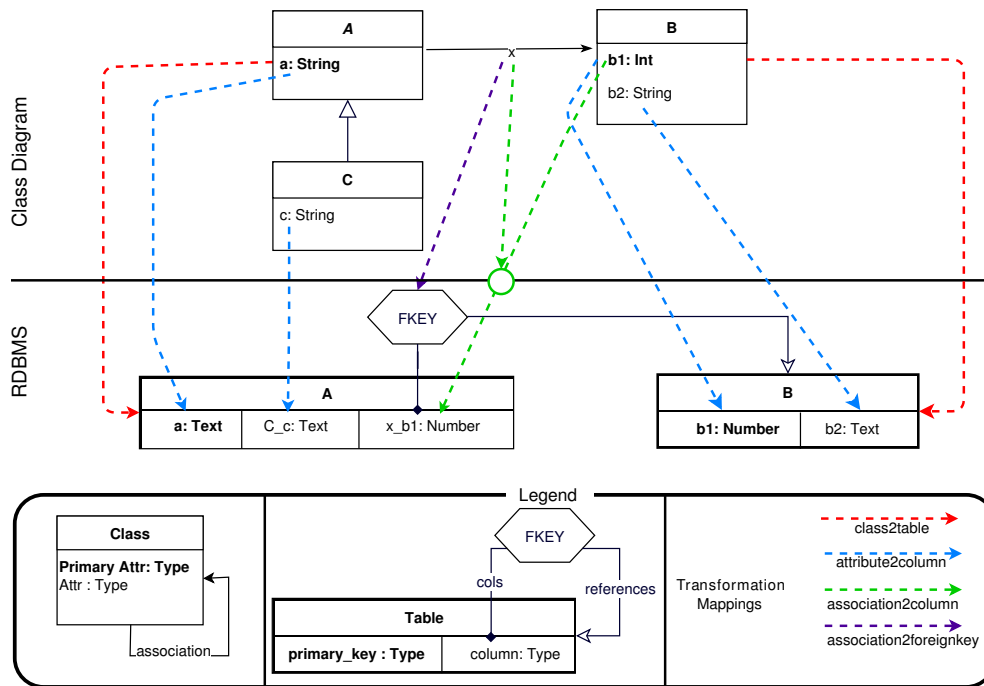 A
a: String
x
B
b1: Int
b2: String
C
c: String
Class Diagram
RDBMS
FKEY
A
a: Text
C_c: Text
x_b1: Number
B
b1: Number
b2: Text
Legend
Class
Primary Attr: Type
Attr : Type
association
FKEY
cols
references
Table
primary_key : Type
column: Type
Transformation
Mappings
class2table
attribute2column
association2column
association2foreignkey